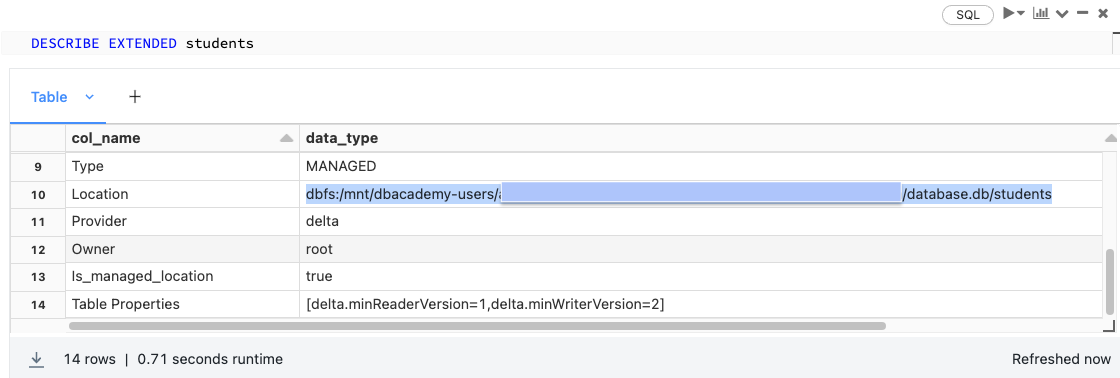 SQL
DESCRIBE EXTENDED students
Table
col_name data_type
9 Type MANAGED
10 Location dbfs:/mnt/dbacademy-users/ /database.db/students
11 Provider delta
12 Owner root
13 Is_managed_location true
14 Table Properties [delta.minReaderVersion=1,delta.minWriterVersion=2]
14 rows | 0.71 seconds runtime Refreshed now